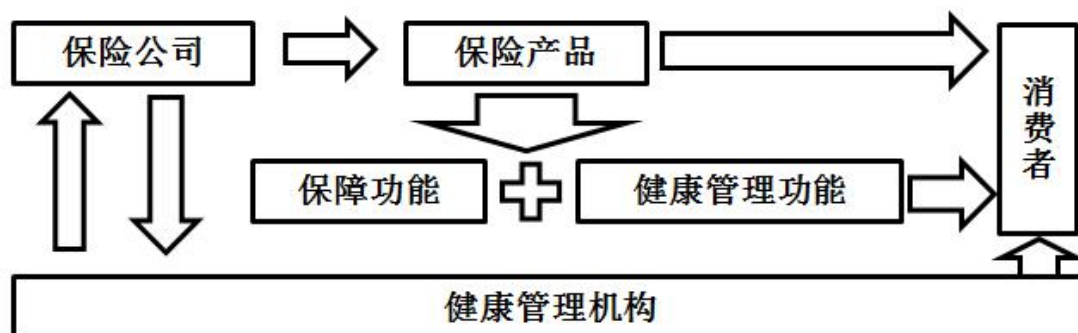 保险公司
保险产品
消费者
保障功能
健康管理功能
健康管理机构